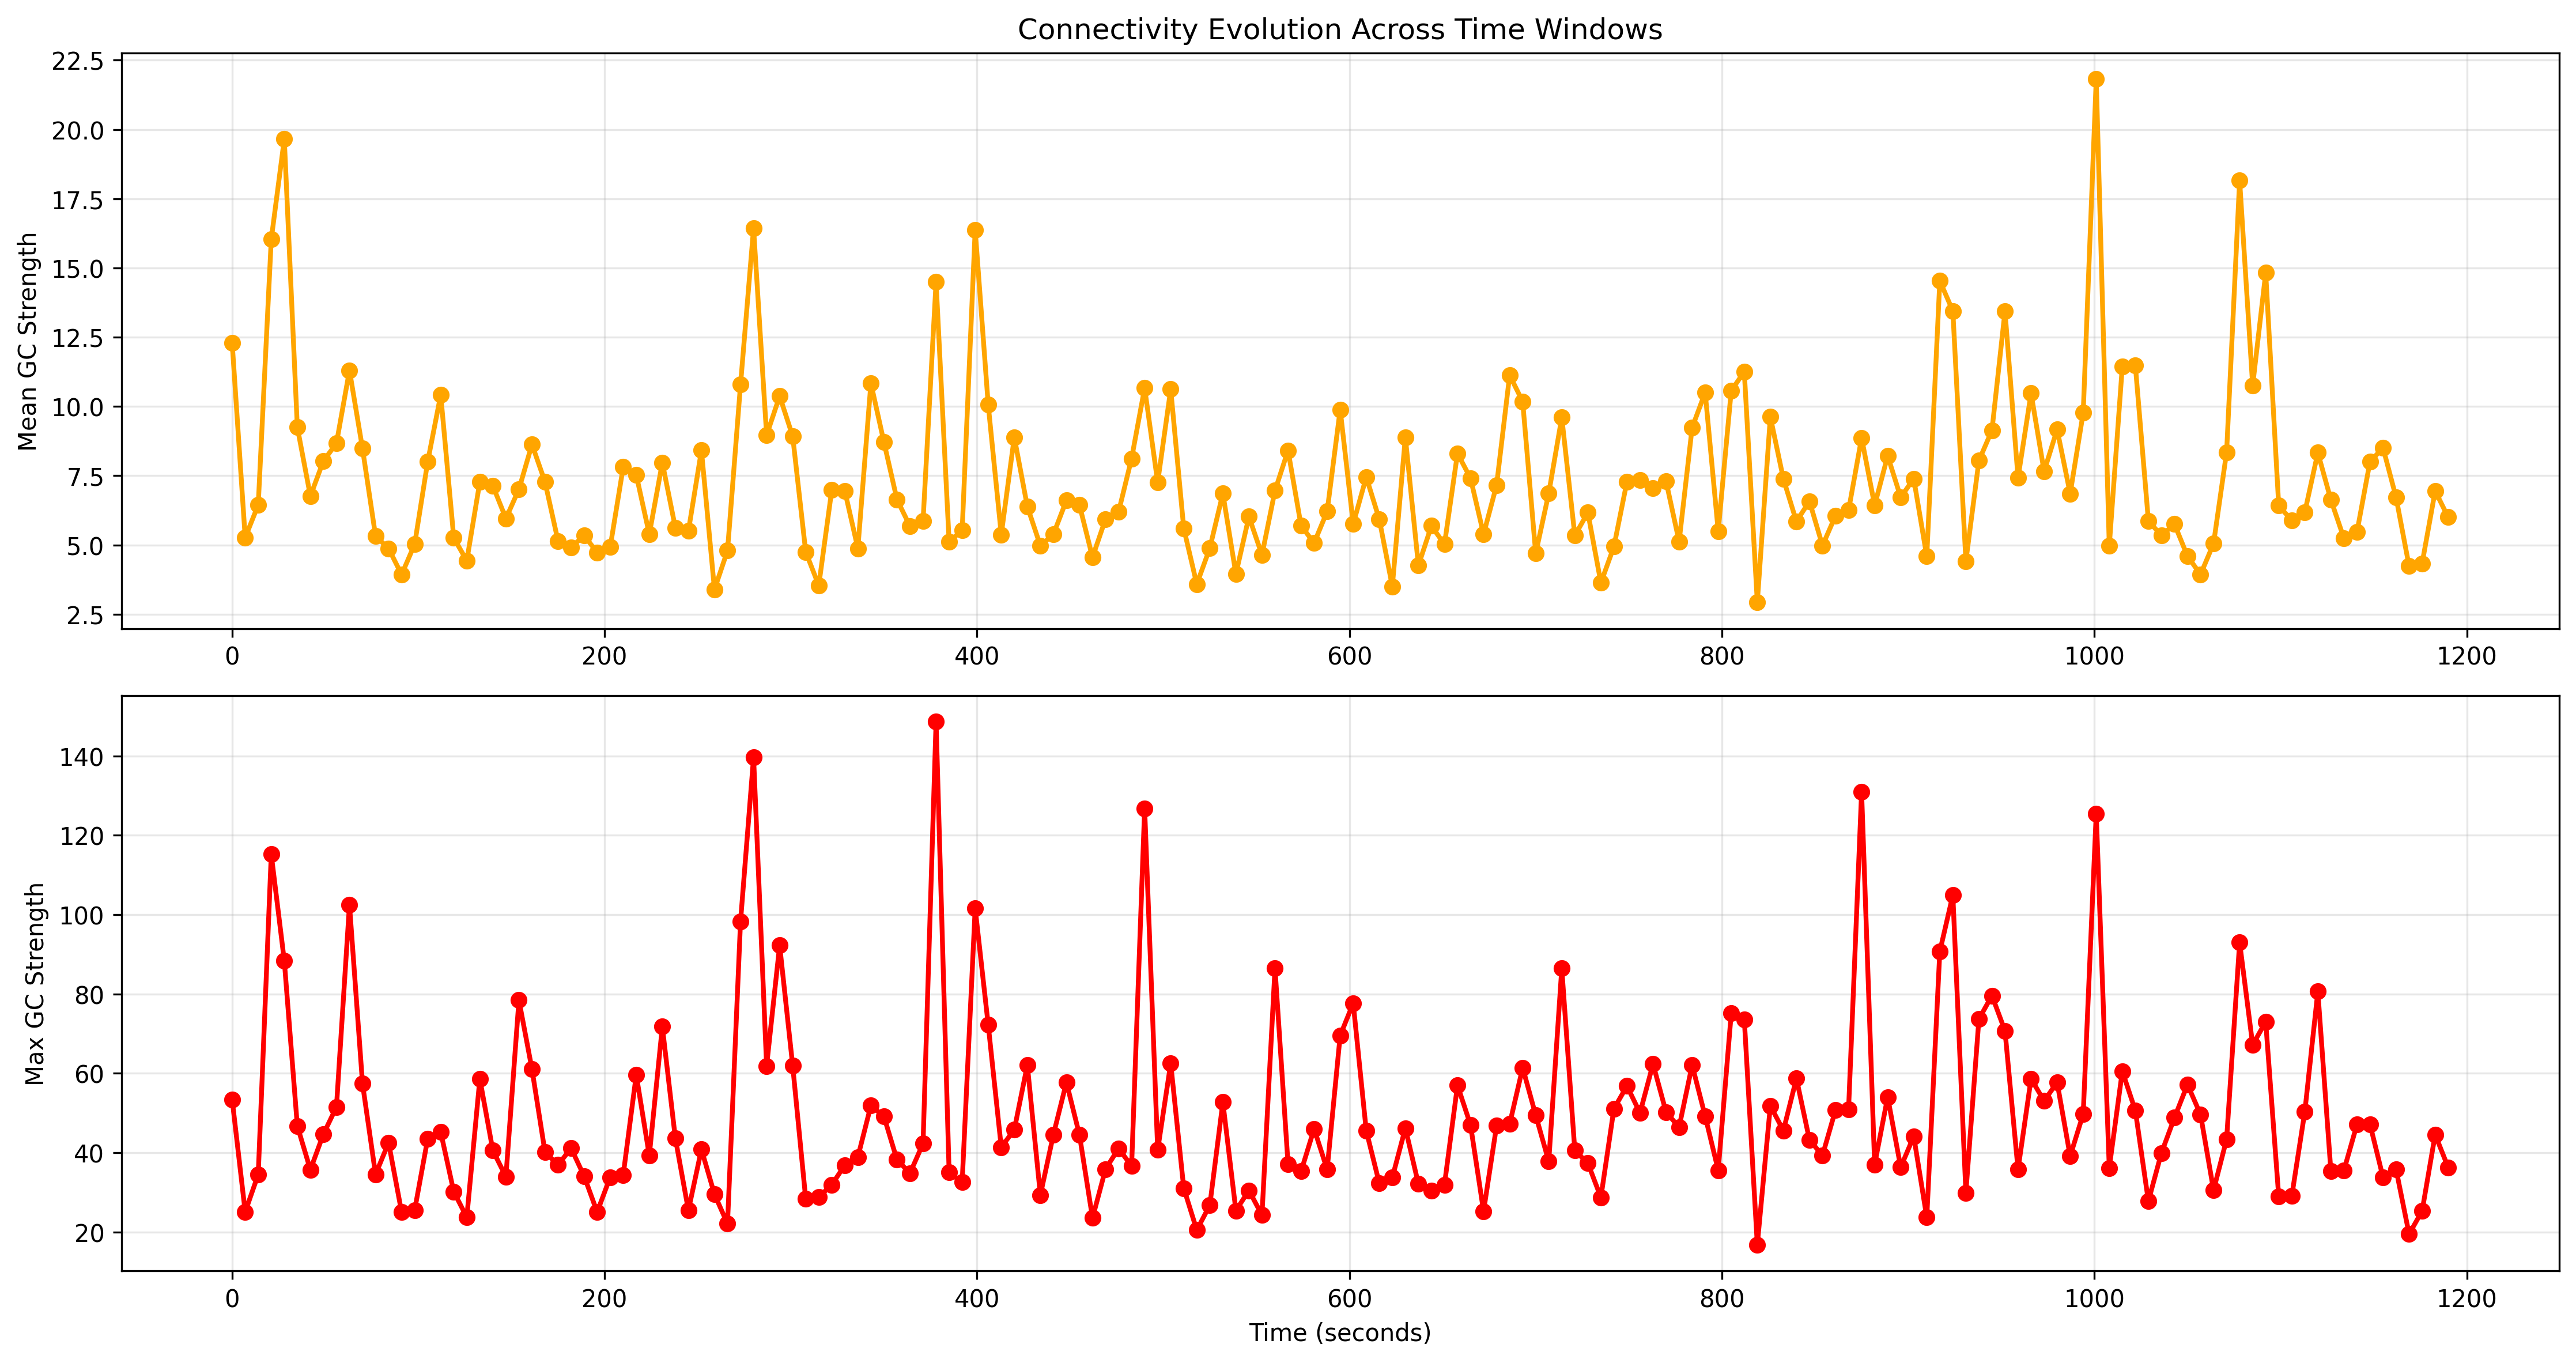 Connectivity Evolution Across Time Windows
Mean GC Strength
22.5
20.0
17.5
15.0
12.5
10.0
7.5
5.0
2.5
0 200 400 600 800 1000 1200
Max GC Strength
140
120
100
80
60
40
20
0 200 400 600 800 1000 1200
Time (seconds)